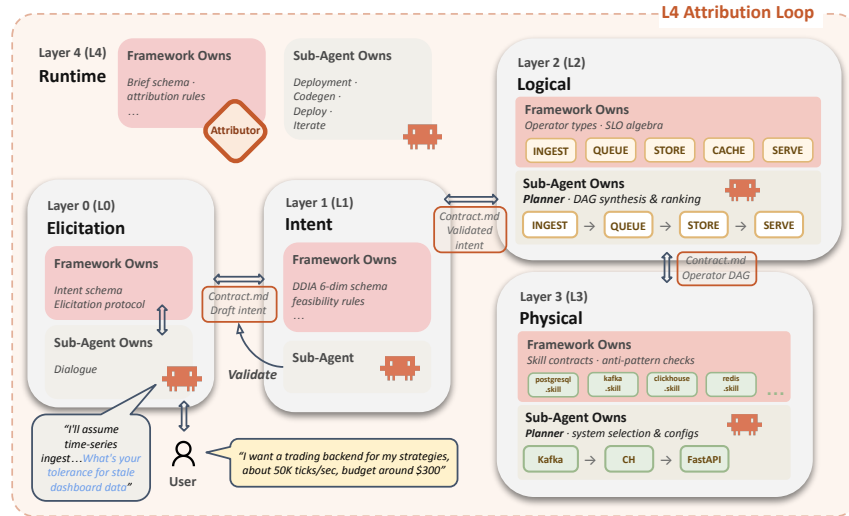 L4 Attribution Loop
Layer 4 (L4)
Runtime
Framework Owns
Brief schema ·
attribution rules
...
Attributor
Sub-Agent Owns
Deployment ·
Codegen ·
Deploy ·
Iterate
Layer 2 (L2)
Logical
Framework Owns
Operator types · SLO algebra
INGEST
QUEUE
STORE
CACHE
SERVE
Sub-Agent Owns
Planner · DAG synthesis & ranking
INGEST → QUEUE → STORE → SERVE
Layer 0 (L0)
Elicitation
Framework Owns
Intent schema
Elicitation protocol
Sub-Agent Owns
Dialogue
Contract.md
Draft intent
Layer 1 (L1)
Intent
Framework Owns
DDIA 6-dim schema
feasibility rules
...
Sub-Agent
Validate
Contract.md
Validated
intent
Contract.md
Operator DAG
Layer 3 (L3)
Physical
Framework Owns
Skill contracts · anti-pattern checks
postgresql
.skill
kafka
.skill
clickhouse
.skill
redis
.skill
...
Sub-Agent Owns
Planner · system selection & configs
Kafka → CH → FastAPI
“I'll assume
time-series
ingest...What's your
tolerance for stale
dashboard data”
User
“I want a trading backend for my strategies,
about 50K ticks/sec, budget around $300”